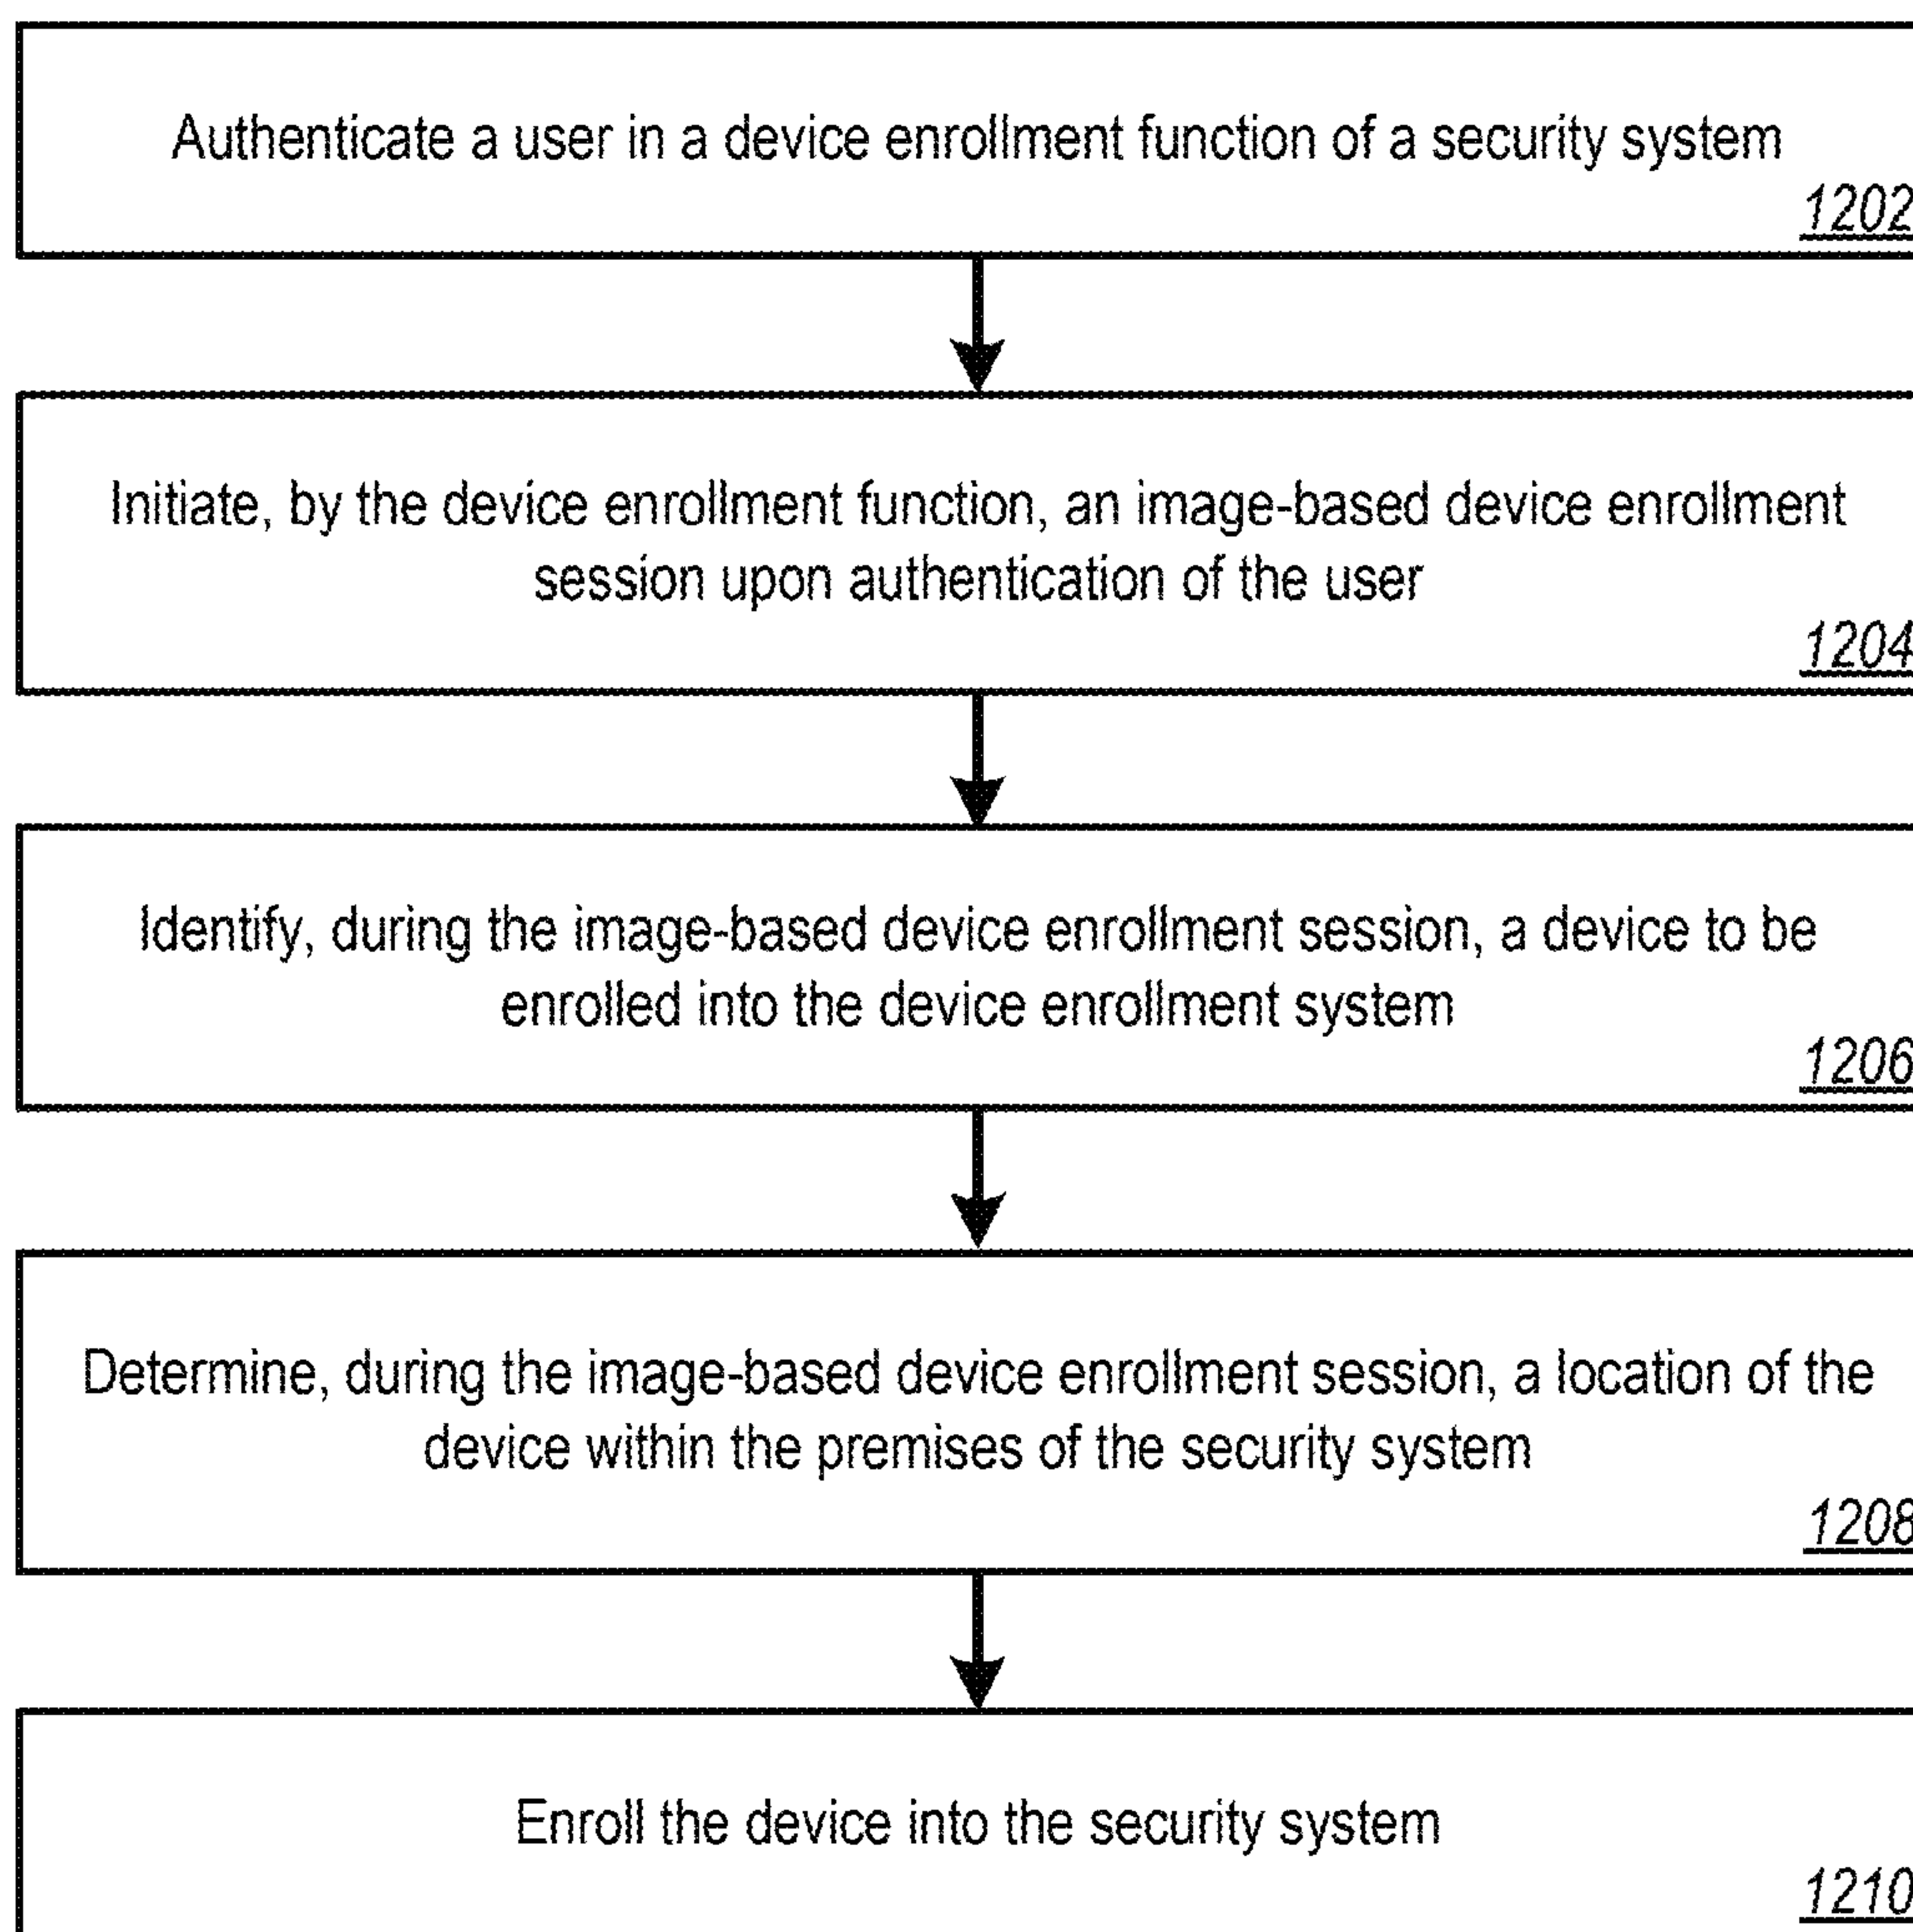 Authenticate a user in a device enrollment function of a security system
1202
Initiate, by the device enrollment function, an image-based device enrollment
session upon authentication of the user
1204
Identify, during the image-based device enrollment session, a device to be
enrolled into the device enrollment system
1206
Determine, during the image-based device enrollment session, a location of the
device within the premises of the security system
1208
Enroll the device into the security system
1210